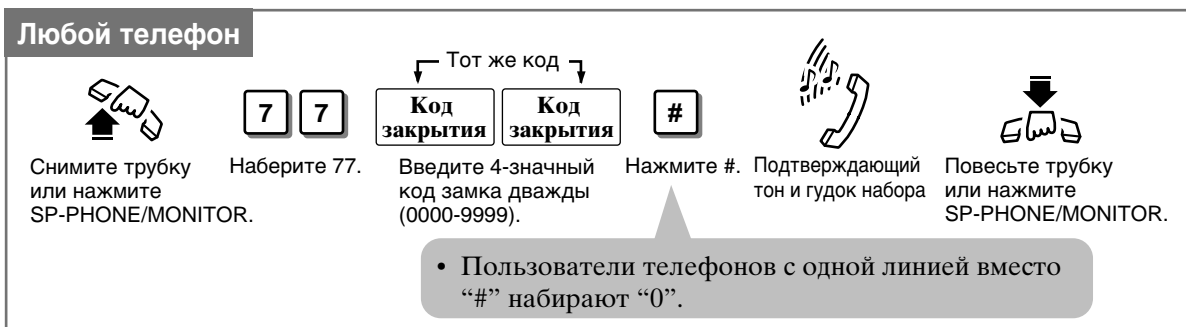 Любой телефон
Тот же код
7 7
Код закрытия
Код закрытия
#
Снимите трубку
или нажмите
SP-PHONE/MONITOR.
Наберите 77.
Введите 4-значный
код замка дважды
(0000-9999).
Нажмите #.
Подтверждающий
тон и гудок набора
Повесьте трубку
или нажмите
SP-PHONE/MONITOR.
• Пользователи телефонов с одной линией вместо
“#” набирают “0”.